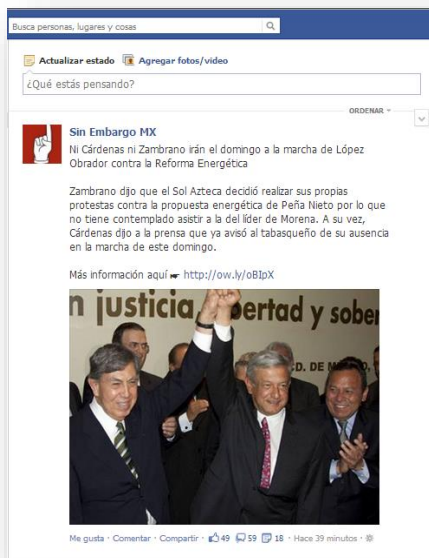 Busca personas, lugares y cosas
Actualizar estado Agregar fotos/video
¿Qué estás pensando?
ORDENAR
Sin Embargo MX
Ni Cárdenas ni Zambrano irán el domingo a la marcha de López
Obrador contra la Reforma Energética
Zambrano dijo que el Sol Azteca decidió realizar sus propias
protestas contra la propuesta energética de Peña Nieto por lo que
no tiene contemplado asistir a la del líder de Morena. A su vez,
Cárdenas dijo a la prensa que ya avisó al tabasqueño de su ausencia
en la marcha de este domingo.
Más información aquí ☛ http://ow.ly/oBIpX
n justicia, bertad y sober
CD. DE M
Me gusta · Comentar · Compartir · 49 59 18 · Hace 39 minutos ·